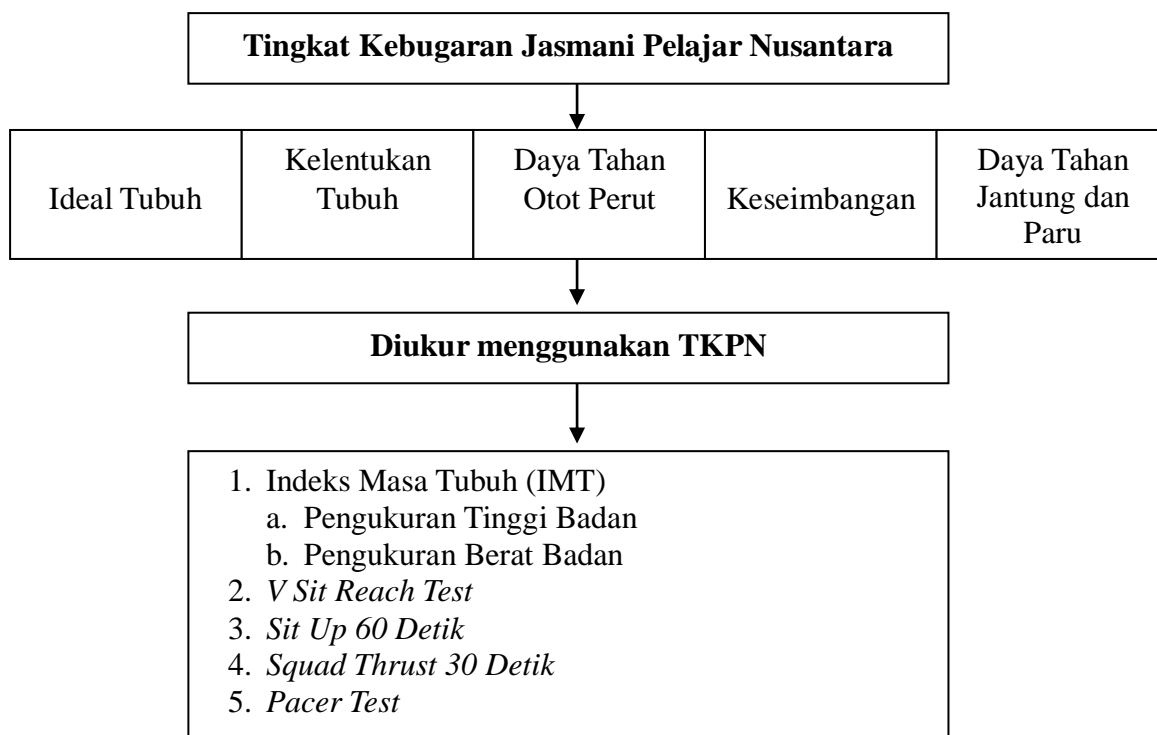 Tingkat Kebugaran Jasmani Pelajar Nusantara
Ideal Tubuh
Kelentukan
Tubuh
Daya Tahan
Otot Perut
Keseimbangan
Daya Tahan
Jantung dan
Paru
Diukur menggunakan TKPN
1. Indeks Masa Tubuh (IMT)
a. Pengukuran Tinggi Badan
b. Pengukuran Berat Badan
2. V Sit Reach Test
3. Sit Up 60 Detik
4. Squad Thrust 30 Detik
5. Pacer Test